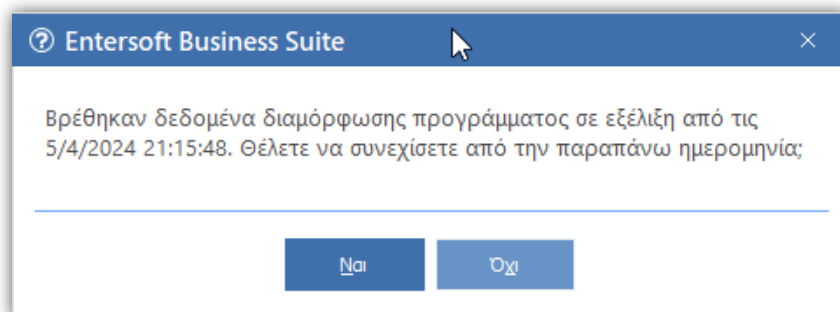 Entersoft Business Suite
Βρέθηκαν δεδομένα διαμόρφωσης προγράμματος σε εξέλιξη από τις
5/4/2024 21:15:48. Θέλετε να συνεχίσετε από την παραπάνω ημερομηνία;
Ναι
Όχι